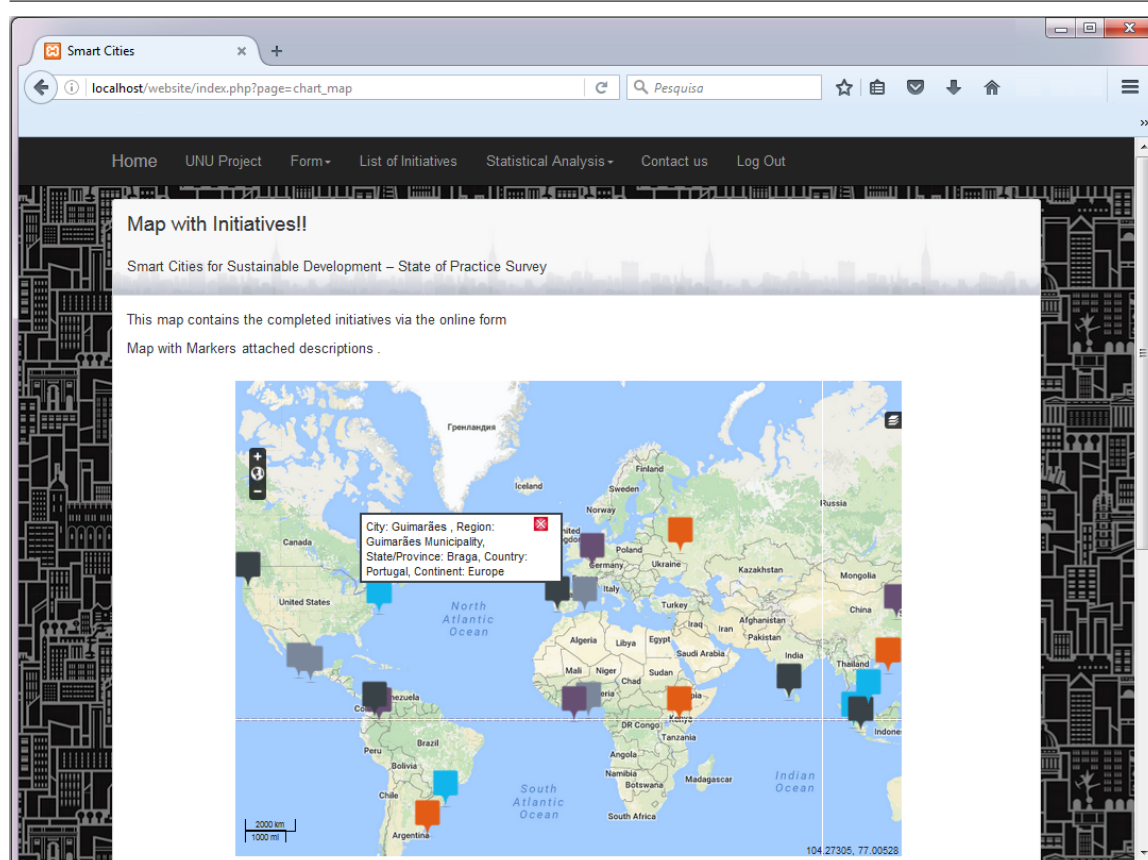 Smart Cities
localhost/website/index.php?page=chart_map
Pesquisa
Home UNU Project Form List of Initiatives Statistical Analysis Contact us Log Out
Map with Initiatives!!
Smart Cities for Sustainable Development – State of Practice Survey
This map contains the completed initiatives via the online form
Map with Markers attached descriptions .
Гренландия
Iceland
Finland
Sweden
Norway
Russia
City: Guimarães , Region:
Guimarães Municipality,
State/Province: Braga, Country:
Portugal, Continent: Europe
Canada
Poland
Germany
Ukraine
Kazakhstan
Mongolia
Italy
United States
North
Atlantic
Ocean
Turkey
China
Iraq
Iran
Afghanistan
Pakistan
Algeria
Libya
Egypt
Saudi Arabia
India
Thailand
Mali
Niger
Chad
Sudan
DR Congo
Kenya
Tanzania
Peru
Brazil
Bolivia
Angola
Namibia
Botswana
Madagascar
Indian
Ocean
South
Atlantic
Ocean
Chile
South Africa
Argentina
2000 km
1000 mi
104.27305, 77.00528